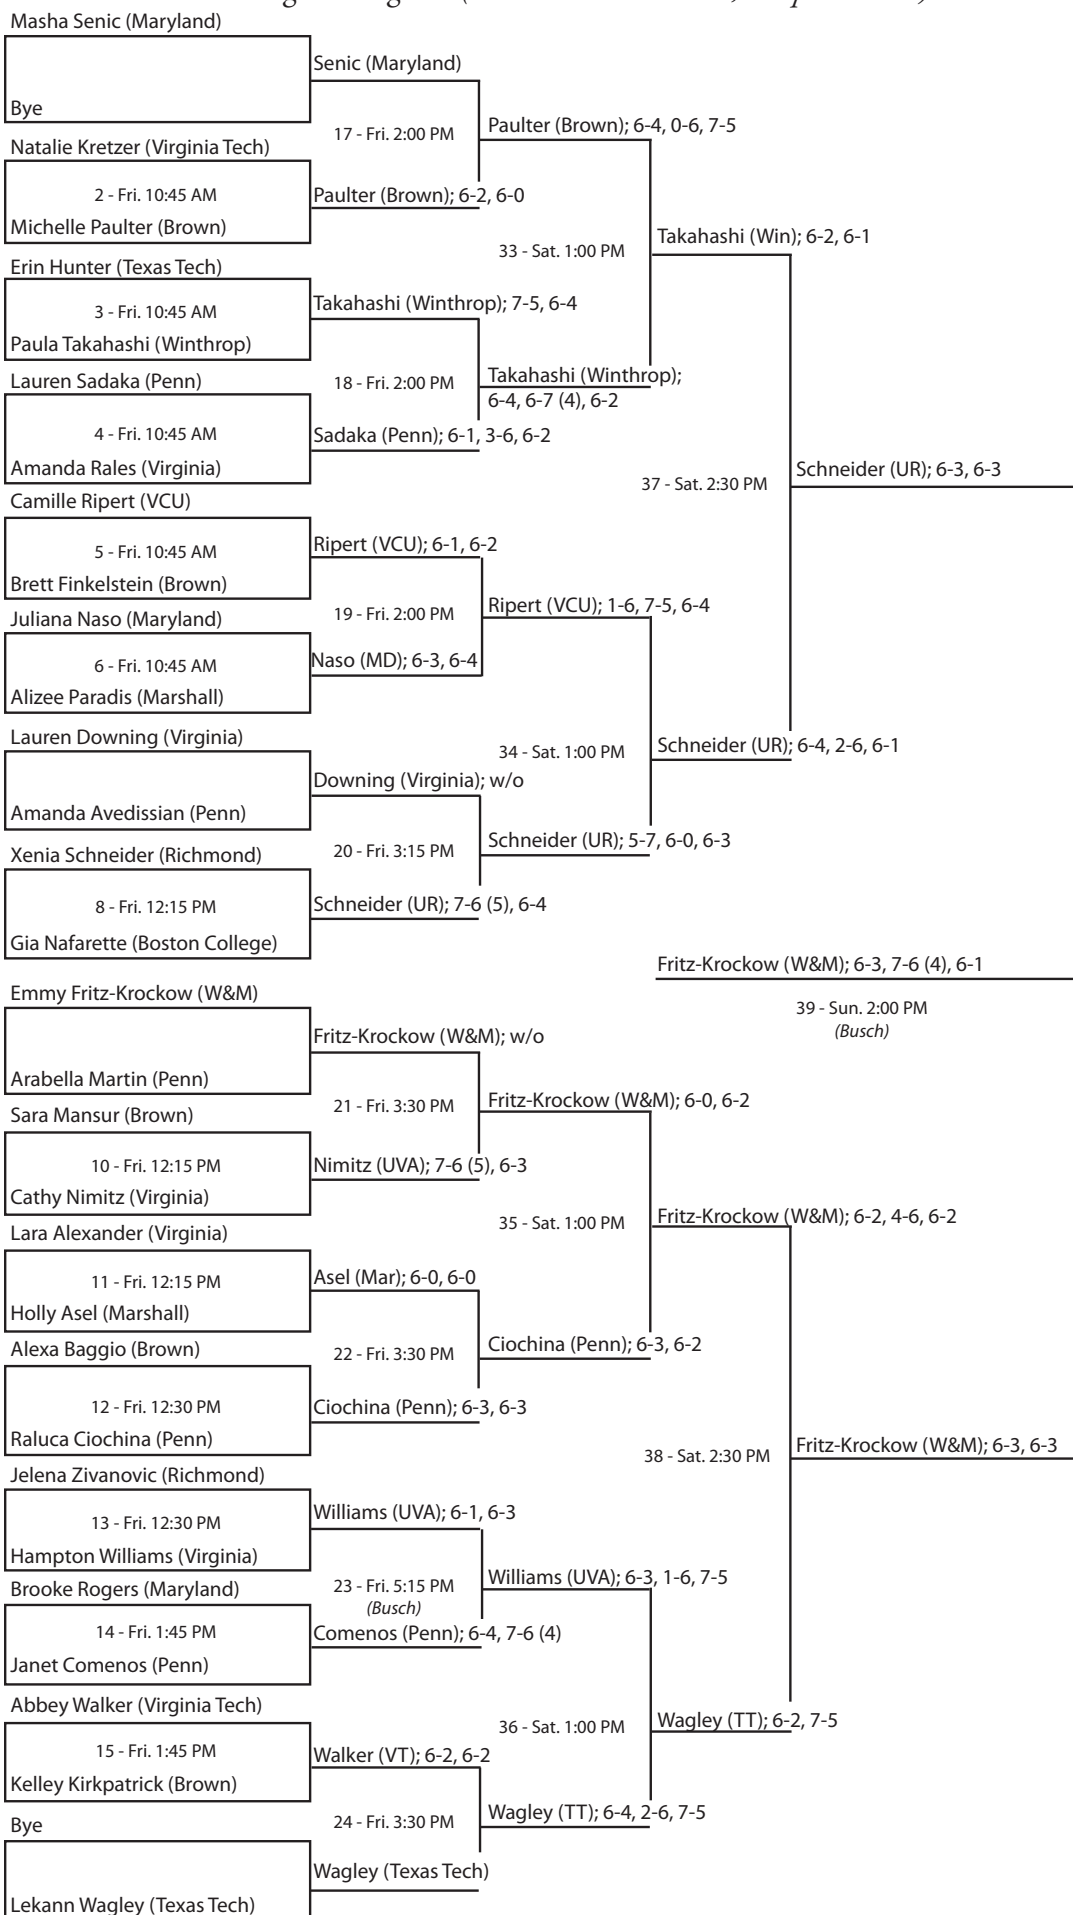 Masha Senic (Maryland)
Senic (Maryland)
Bye
17 - Fri. 2:00 PM
Paulter (Brown); 6-4, 0-6, 7-5
Natalie Kretzer (Virginia Tech)
2 - Fri. 10:45 AM
Paulter (Brown); 6-2, 6-0
Michelle Paulter (Brown)
33 - Sat. 1:00 PM
Takahashi (Win); 6-2, 6-1
Erin Hunter (Texas Tech)
3 - Fri. 10:45 AM
Takahashi (Winthrop); 7-5, 6-4
Paula Takahashi (Winthrop)
18 - Fri. 2:00 PM
Takahashi (Winthrop);
6-4, 6-7 (4), 6-2
Lauren Sadaka (Penn)
4 - Fri. 10:45 AM
Sadaka (Penn); 6-1, 3-6, 6-2
Amanda Rales (Virginia)
37 - Sat. 2:30 PM
Schneider (UR); 6-3, 6-3
Camille Ripert (VCU)
5 - Fri. 10:45 AM
Ripert (VCU); 6-1, 6-2
Brett Finkelstein (Brown)
19 - Fri. 2:00 PM
Ripert (VCU); 1-6, 7-5, 6-4
Juliana Naso (Maryland)
6 - Fri. 10:45 AM
Naso (MD); 6-3, 6-4
Alizee Paradis (Marshall)
34 - Sat. 1:00 PM
Schneider (UR); 6-4, 2-6, 6-1
Lauren Downing (Virginia)
Downing (Virginia); w/o
Amanda Avedissian (Penn)
20 - Fri. 3:15 PM
Schneider (UR); 5-7, 6-0, 6-3
Xenia Schneider (Richmond)
8 - Fri. 12:15 PM
Schneider (UR); 7-6 (5), 6-4
Gia Nafarette (Boston College)
Fritz-Krockow (W&M); 6-3, 7-6 (4), 6-1
39 - Sun. 2:00 PM
(Busch)
Emmy Fritz-Krockow (W&M)
Fritz-Krockow (W&M); w/o
Arabella Martin (Penn)
21 - Fri. 3:30 PM
Fritz-Krockow (W&M); 6-0, 6-2
Sara Mansur (Brown)
10 - Fri. 12:15 PM
Nimitz (UVA); 7-6 (5), 6-3
Cathy Nimitz (Virginia)
35 - Sat. 1:00 PM
Fritz-Krockow (W&M); 6-2, 4-6, 6-2
Lara Alexander (Virginia)
11 - Fri. 12:15 PM
Asel (Mar); 6-0, 6-0
Holly Asel (Marshall)
22 - Fri. 3:30 PM
Ciochina (Penn); 6-3, 6-2
Alexa Baggio (Brown)
12 - Fri. 12:30 PM
Ciochina (Penn); 6-3, 6-3
Raluca Ciochina (Penn)
38 - Sat. 2:30 PM
Fritz-Krockow (W&M); 6-3, 6-3
Jelena Zivanovic (Richmond)
13 - Fri. 12:30 PM
Williams (UVA); 6-1, 6-3
Hampton Williams (Virginia)
23 - Fri. 5:15 PM
(Busch)
Williams (UVA); 6-3, 1-6, 7-5
Brooke Rogers (Maryland)
14 - Fri. 1:45 PM
Comenos (Penn); 6-4, 7-6 (4)
Janet Comenos (Penn)
36 - Sat. 1:00 PM
Wagley (TT); 6-2, 7-5
Abbey Walker (Virginia Tech)
15 - Fri. 1:45 PM
Walker (VT); 6-2, 6-2
Kelley Kirkpatrick (Brown)
24 - Fri. 3:30 PM
Wagley (TT); 6-4, 2-6, 7-5
Bye
Wagley (Texas Tech)
Lekann Wagley (Texas Tech)